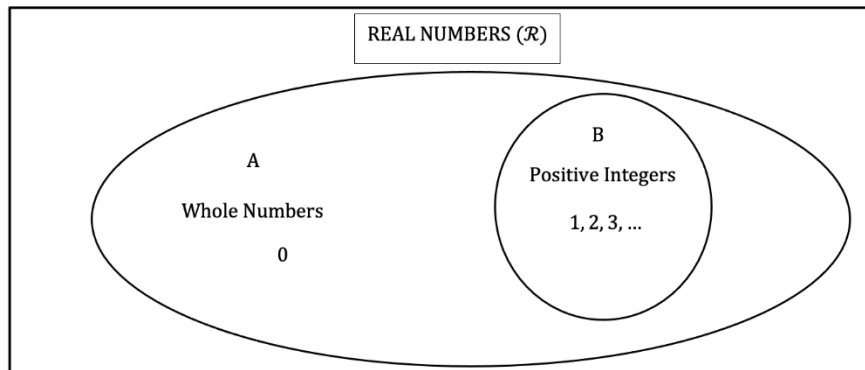 REAL NUMBERS (ℛ)
A
Whole Numbers
0
B
Positive Integers
1, 2, 3, …